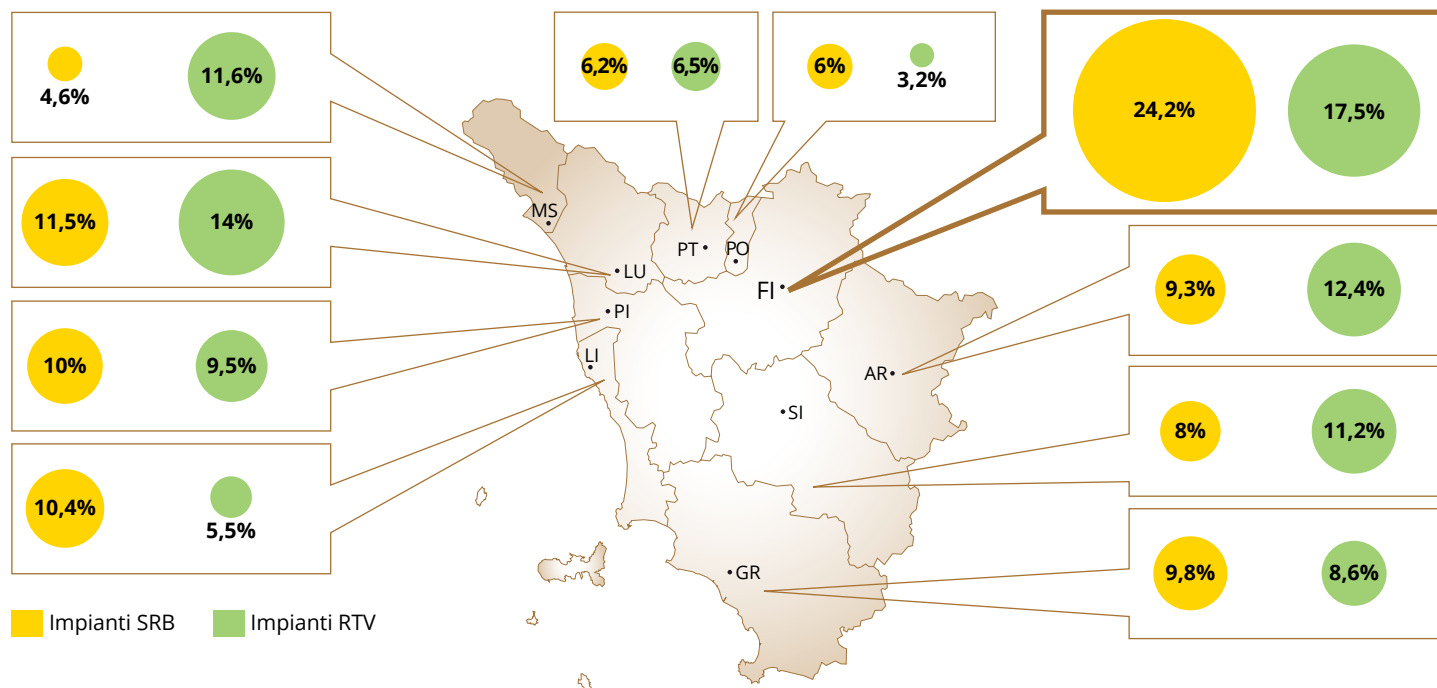 4,6%
11,6%
6,2%
6,5%
6%
3,2%
24,2%
17,5%
11,5%
14%
10%
9,5%
10,4%
5,5%
9,3%
12,4%
8%
11,2%
9,8%
8,6%
MS
LU
PT
PO
FI
PI
LI
AR
SI
GR
Impianti SRB
Impianti RTV